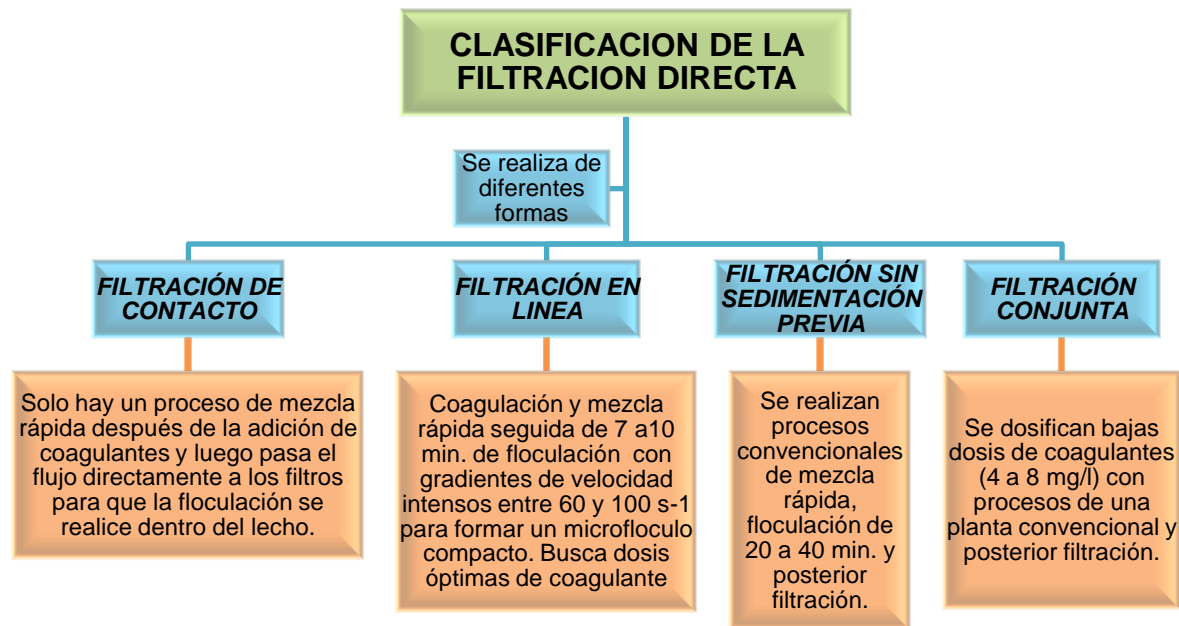 CLASIFICACION DE LA
FILTRACION DIRECTA
Se realiza de
diferentes
formas
FILTRACIÓN DE
CONTACTO
Solo hay un proceso de mezcla
rápida después de la adición de
coagulantes y luego pasa el
flujo directamente a los filtros
para que la floculación se
realice dentro del lecho.
FILTRACIÓN EN
LINEA
Coagulación y mezcla
rápida seguida de 7 a10
min. de floculación con
gradientes de velocidad
intensos entre 60 y 100 s-1
para formar un microfloculo
compacto. Busca dosis
óptimas de coagulante
FILTRACIÓN SIN
SEDIMENTACIÓN
PREVIA
Se realizan
procesos
convencionales
de mezcla
rápida,
floculación de
20 a 40 min. y
posterior
filtración.
FILTRACIÓN
CONJUNTA
Se dosifican bajas
dosis de coagulantes
(4 a 8 mg/l) con
procesos de una
planta convencional y
posterior filtración.